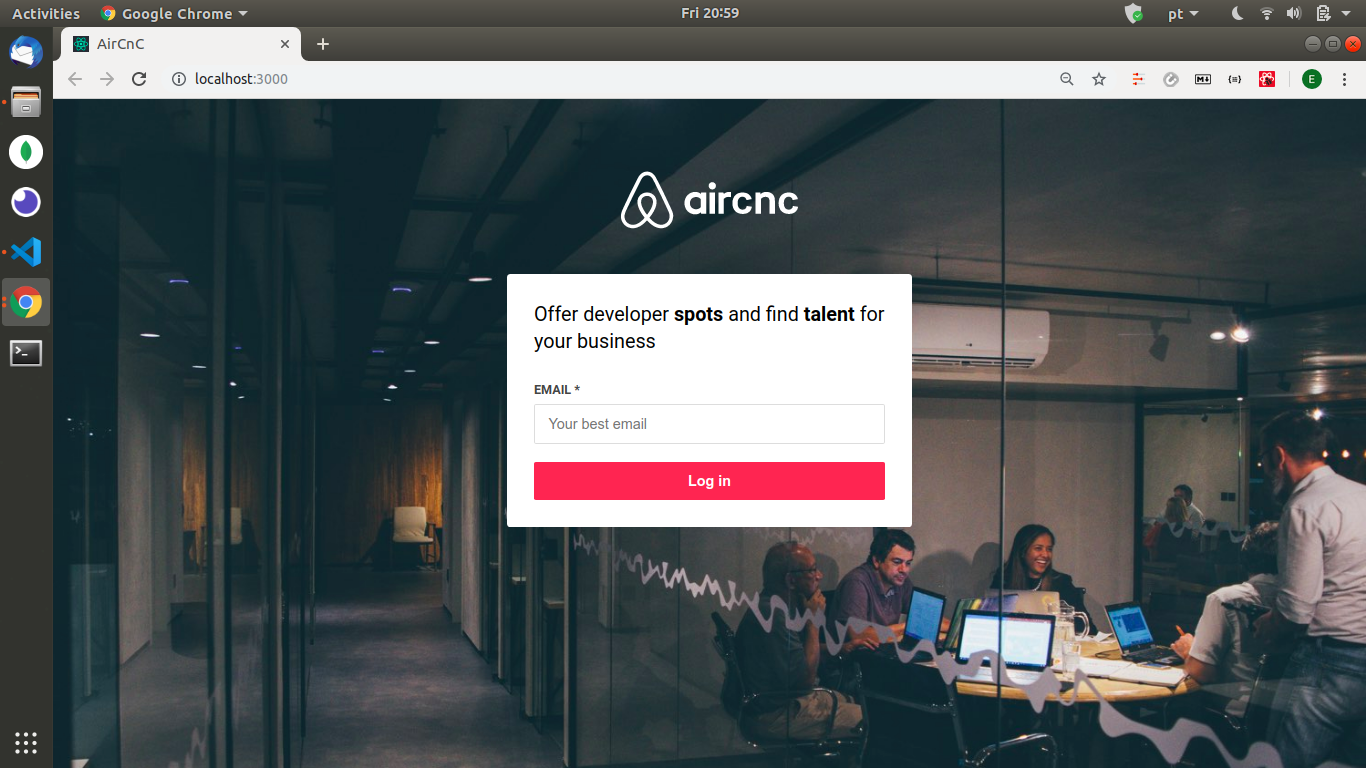 Activities
Google Chrome
Fri 20:59
pt
AirCnC
localhost:3000
E
aircnc
Offer developer spots and find talent for
your business
EMAIL *
Your best email
Log in